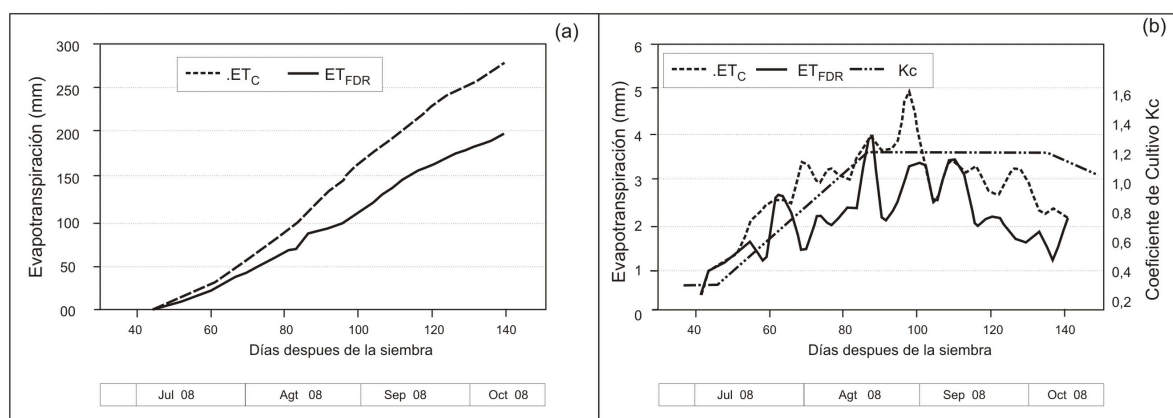 (a)
300
250
200
150
100
50
00
Evapotranspiración (mm)
.ETC ETFDR
40 60 80 100 120 140
Días despues de la siembra
Jul 08 Agt 08 Sep 08 Oct 08
(b)
6
5
4
3
2
1
0
Evapotranspiración (mm)
.ETC ETFDR Kc
1,6
1,4
1,2
1,0
0,8
0,6
0,4
0,2
Coeficiente de Cultivo Kc
40 60 80 100 120 140
Días despues de la siembra
Jul 08 Agt 08 Sep 08 Oct 08